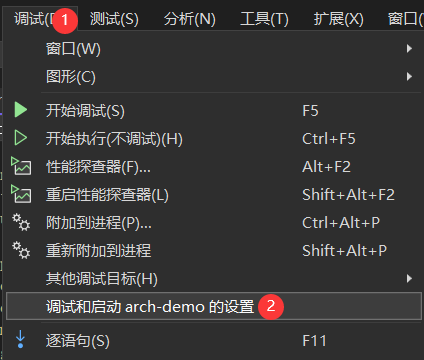 调试(D 1 测试(S) 分析(N) 工具(T) 扩展(X) 窗口(
窗口(W)
图形(C)
开始调试(S) F5
开始执行(不调试)(H) Ctrl+F5
性能探查器(F)... Alt+F2
重启性能探查器(L) Shift+Alt+F2
附加到进程(P)... Ctrl+Alt+P
重新附加到进程 Shift+Alt+P
其他调试目标(H)
调试和启动 arch-demo 的设置 2
逐语句(S) F11